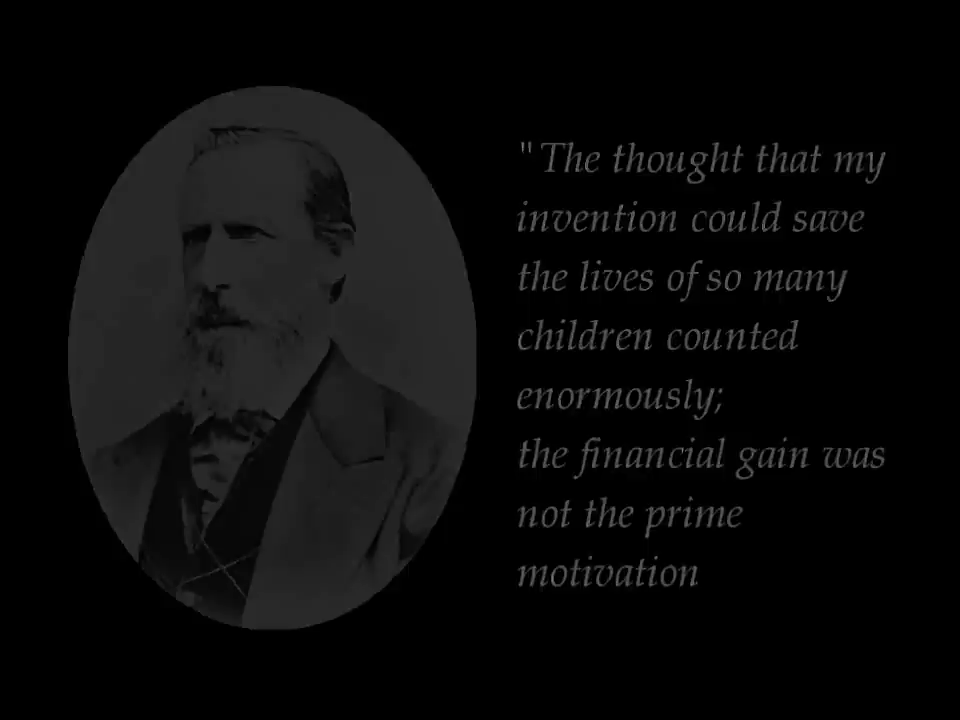 "The thought that my
invention could save
the lives of so many
children counted
enormously;
the financial gain was
not the prime
motivation